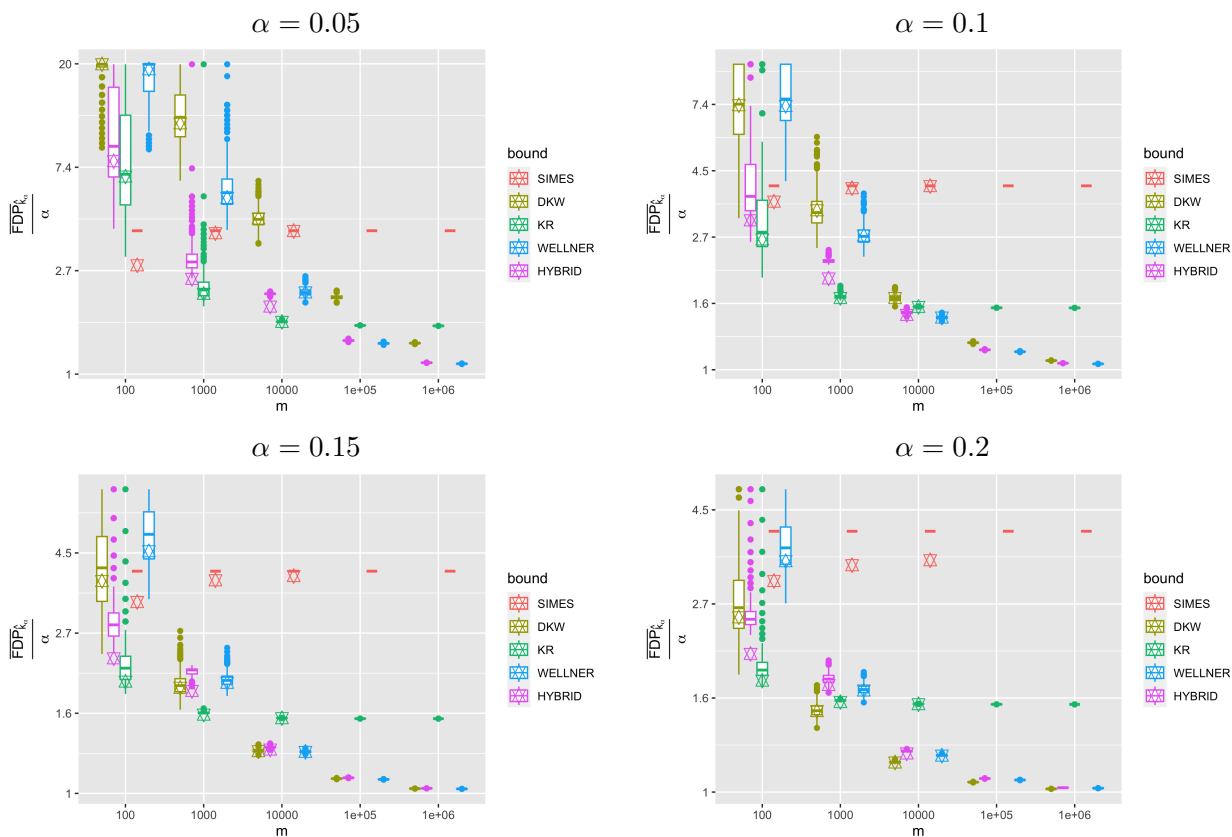 α = 0.05
20
7.4
2.7
1
100
1000
10000
1e+05
1e+06
m
FDP_k̂α
α
bound
SIMES
DKW
KR
WELLNER
HYBRID
α = 0.1
7.4
4.5
2.7
1.6
1
100
1000
10000
1e+05
1e+06
m
FDP_k̂α
α
bound
SIMES
DKW
KR
WELLNER
HYBRID
α = 0.15
4.5
2.7
1.6
1
100
1000
10000
1e+05
1e+06
m
FDP_k̂α
α
bound
SIMES
DKW
KR
WELLNER
HYBRID
α = 0.2
4.5
2.7
1.6
1
100
1000
10000
1e+05
1e+06
m
FDP_k̂α
α
bound
SIMES
DKW
KR
WELLNER
HYBRID